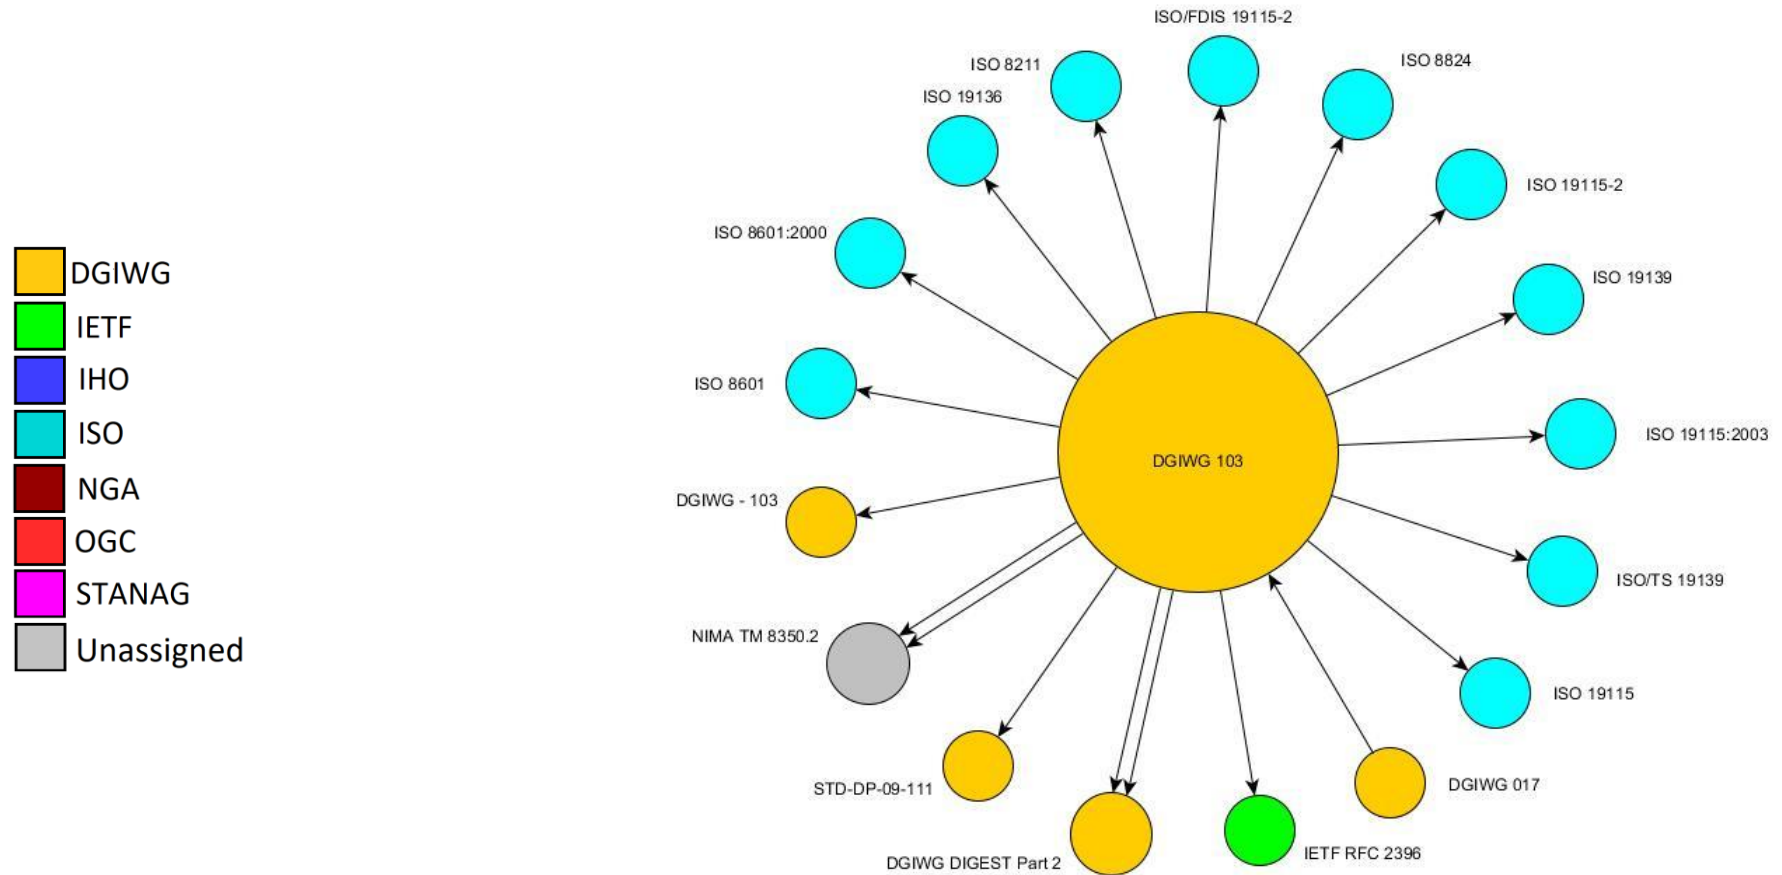 DGIWG
IETF
IHO
ISO
NGA
OGC
STANAG
Unassigned
ISO/FDIS 19115-2
ISO 8211
ISO 8824
ISO 19136
ISO 19115-2
ISO 8601:2000
ISO 19139
ISO 8601
ISO 19115:2003
DGIWG 103
DGIWG - 103
ISO/TS 19139
NIMA TM 8350.2
ISO 19115
STD-DP-09-111
DGIWG 017
DGIWG DIGEST Part 2
IETF RFC 2396